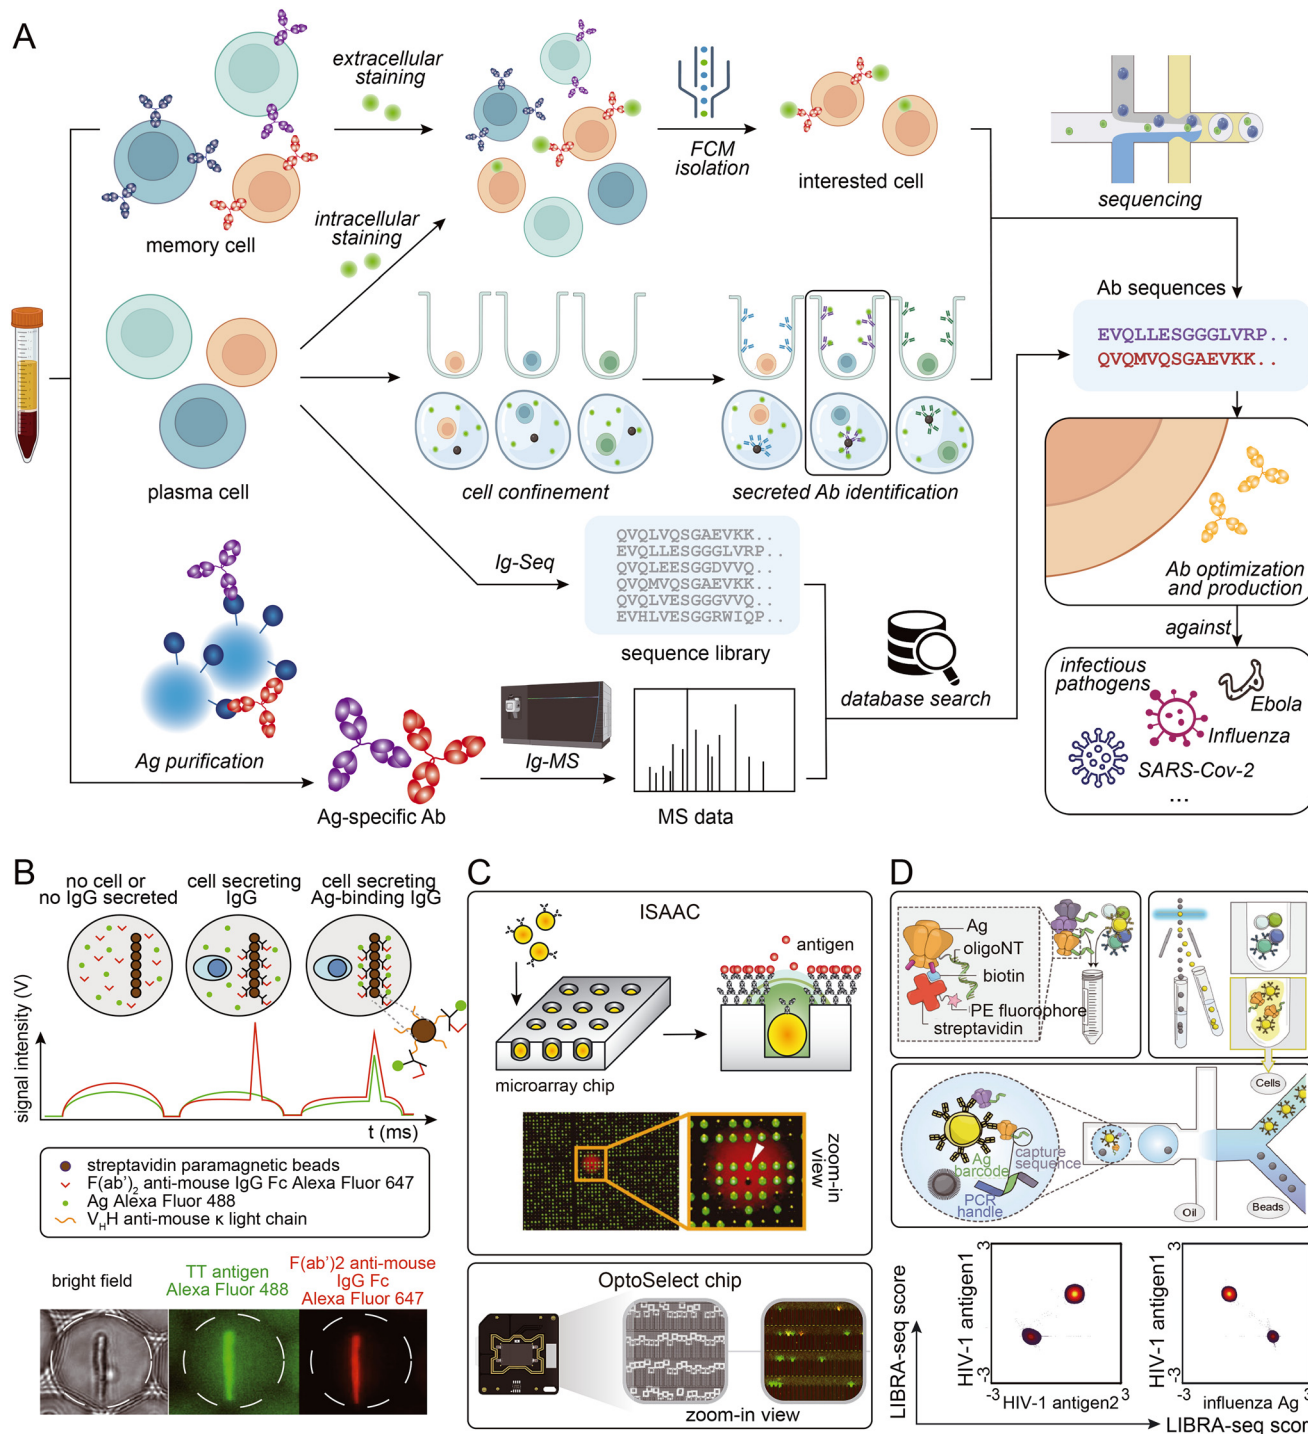 A
extracellular
staining
FCM
isolation
interested cell
sequencing
memory cell
intracellular
staining
Ab sequences
EVQLLESGGGLVRP..
QVQMVQSGAEVKK..
plasma cell
cell confinement
secreted Ab identification
Ab optimization
and production
Ig-Seq
QVQLVQSGAEVKK..
EVQLLESGGGLVRP..
QVQLEESGGDVVQ..
QVQMVQSGAEVKK..
QVQLVESGGGVVQ..
EVHLVESGGRWIQP..
sequence library
database search
against
infectious
pathogens
Ebola
Influenza
SARS-Cov-2
...
Ag purification
Ag-specific Ab
Ig-MS
MS data
B
no cell or
no IgG secreted
cell secreting
IgG
cell secreting
Ag-binding IgG
signal intensity (V)
t (ms)
streptavidin paramagnetic beads
F(ab')2 anti-mouse IgG Fc Alexa Fluor 647
Ag Alexa Fluor 488
VHH anti-mouse κ light chain
bright field
TT antigen
Alexa Fluor 488
F(ab')2 anti-mouse
IgG Fc
Alexa Fluor 647
C
ISAAC
antigen
microarray chip
zoom-in
view
OptoSelect chip
zoom-in view
D
Ag
oligoNT
biotin
PE fluorophore
streptavidin
Cells
Ag
barcode
capture
sequence
PCR
handle
Oil
Beads
LIBRA-seq score
HIV-1 antigen1
3
-3
-3
3
HIV-1 antigen2
HIV-1 antigen1
3
-3
-3
3
influenza Ag
LIBRA-seq score